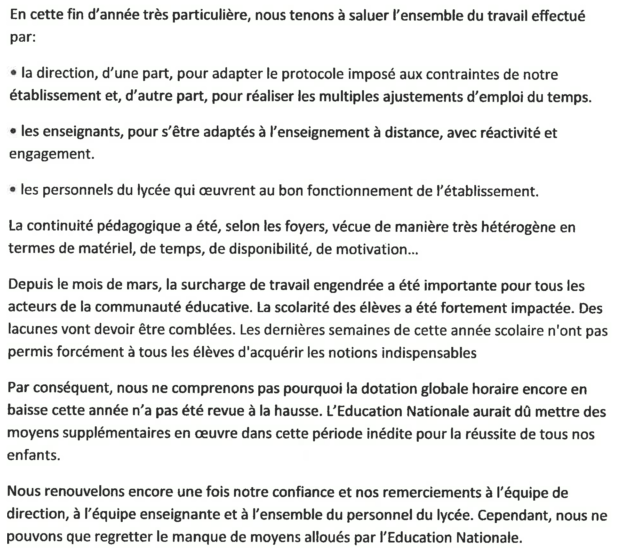 En cette fin d'année très particulière, nous tenons à saluer l'ensemble du travail effectué
par:
• la direction, d'une part, pour adapter le protocole imposé aux contraintes de notre
établissement et, d'autre part, pour réaliser les multiples ajustements d'emploi du temps.
• les enseignants, pour s'être adaptés à l'enseignement à distance, avec réactivité et
engagement.
• les personnels du lycée qui œuvrent au bon fonctionnement de l'établissement.
La continuité pédagogique a été, selon les foyers, vécue de manière très hétérogène en
termes de matériel, de temps, de disponibilité, de motivation...
Depuis le mois de mars, la surcharge de travail engendrée a été importante pour tous les
acteurs de la communauté éducative. La scolarité des élèves a été fortement impactée. Des
lacunes vont devoir être comblées. Les dernières semaines de cette année scolaire n'ont pas
permis forcément à tous les élèves d'acquérir les notions indispensables
Par conséquent, nous ne comprenons pas pourquoi la dotation globale horaire encore en
baisse cette année n'a pas été revue à la hausse. L'Education Nationale aurait dû mettre des
moyens supplémentaires en œuvre dans cette période inédite pour la réussite de tous nos
enfants.
Nous renouvelons encore une fois notre confiance et nos remerciements à l'équipe de
direction, à l'équipe enseignante et à l'ensemble du personnel du lycée. Cependant, nous ne
pouvons que regretter le manque de moyens alloués par l'Education Nationale.